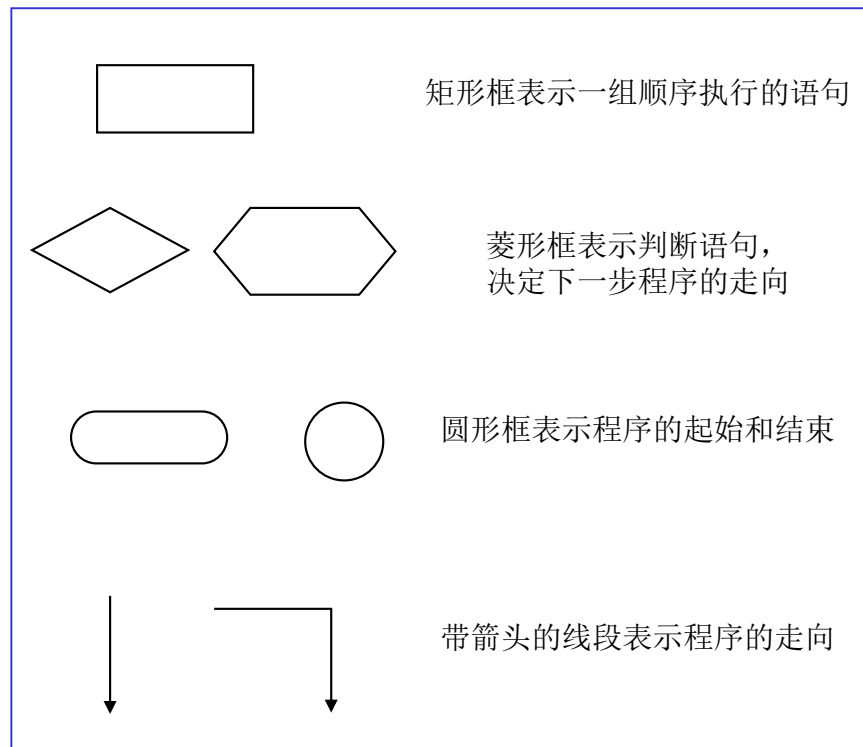 矩形框表示一组顺序执行的语句
菱形框表示判断语句，
决定下一步程序的走向
圆形框表示程序的起始和结束
带箭头的线段表示程序的走向